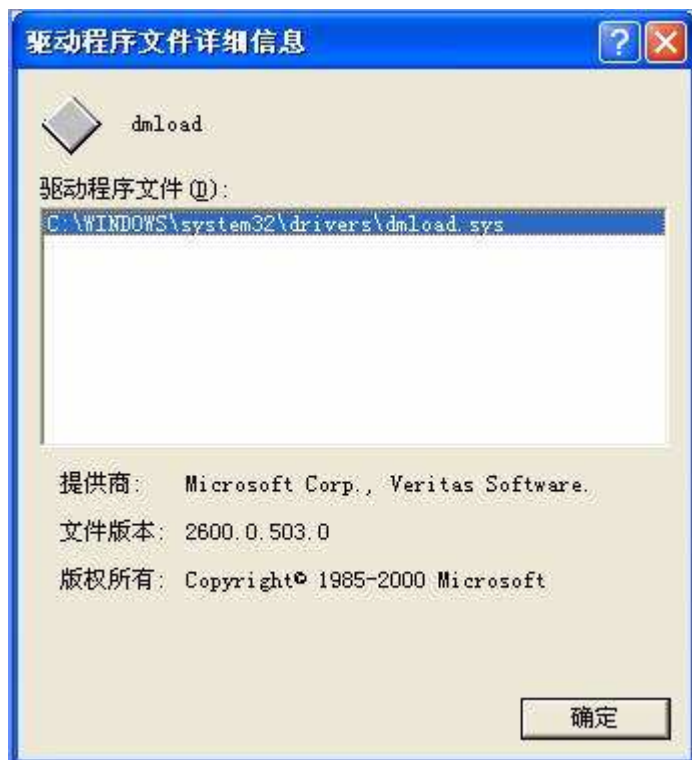 驱动程序文件详细信息
dmload
驱动程序文件(D):
C:\WINDOWS\system32\drivers\dmload.sys
提供商: Microsoft Corp., Veritas Software.
文件版本: 2600.0.503.0
版权所有: Copyright© 1985-2000 Microsoft
确定